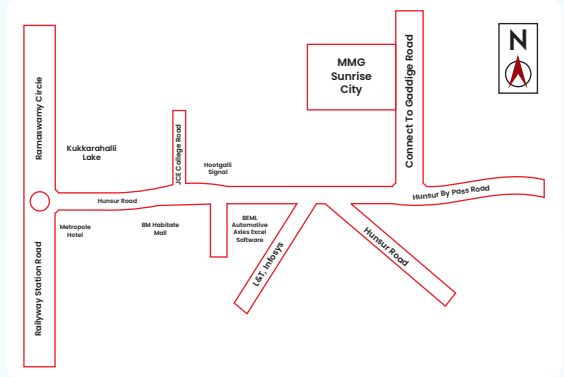 N
MMG
Sunrise
City
Connect To Gaddige Road
Ramaswamy Circle
Kukkarahalli
Lake
JCE College Road
Hootgalli
Signal
Hunsur Road
Hunsur By Pass Road
Metropole
Hotel
BM Habitate
Mall
BEML
Automotive
Axles Excel
Software
L&T, Infosys
Hunsur Road
Railyway Station Road